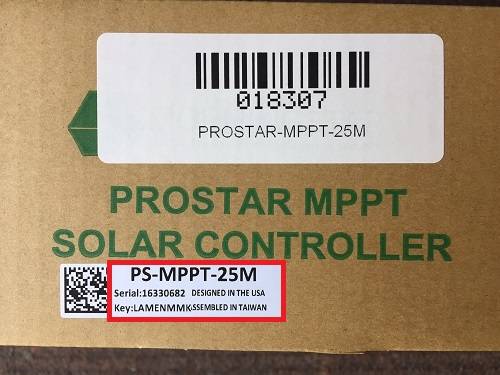 018307
PROSTAR-MPPT-25M
PROSTAR MPPT
SOLAR CONTROLLER
PS-MPPT-25M
Serial:16330682 DESIGNED IN THE USA
Key:LAMENMMK ASSEMBLED IN TAIWAN